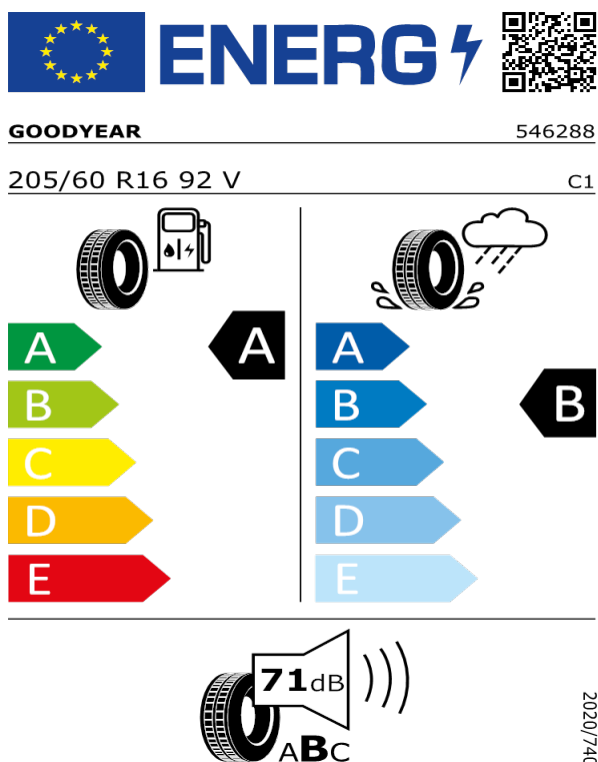 ENERG
GOODYEAR 546288
205/60 R16 92 V C1
A A
B
C
D
E
A
B B
C
D
E
71dB
ABC
2020/740